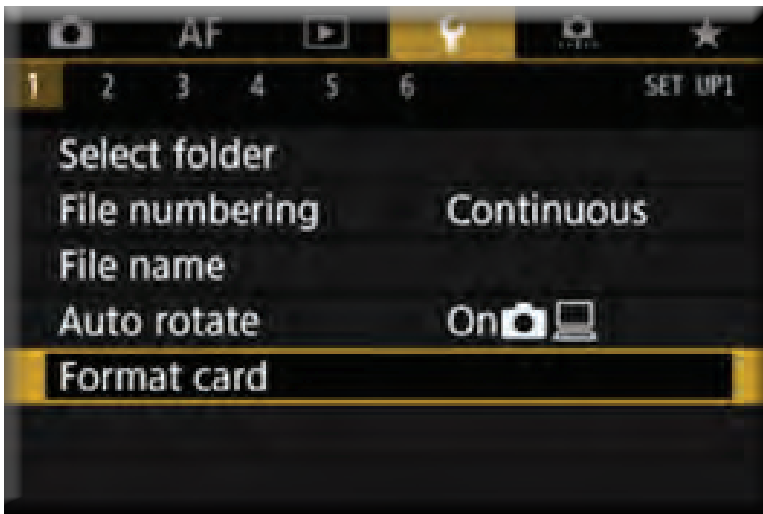 AF
1 2 3 4 5 6 SET UP1
Select folder
File numbering Continuous
File name
Auto rotate On
Format card